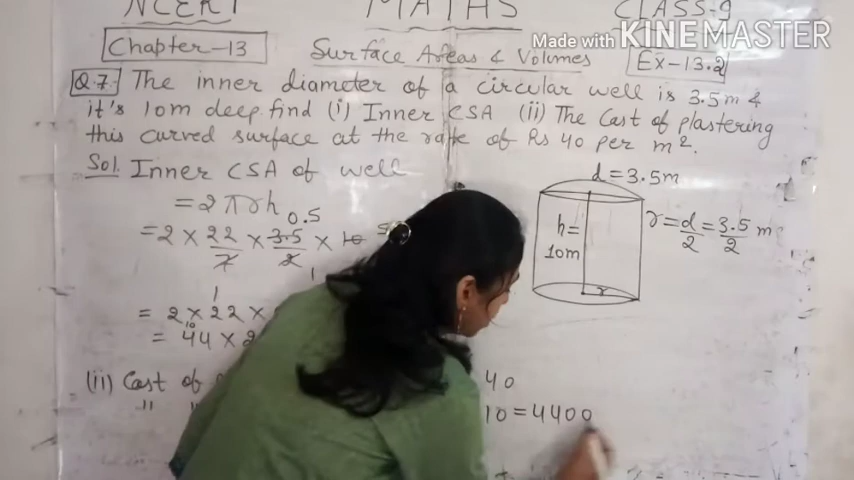 NCERT MATHS CLASS-9
Made with KINEMASTER
Chapter-13 Surface Areas & Volumes Ex-13.2
Q.7. The inner diameter of a circular well is 3.5m &
it's 10m deep. find (i) Inner CSA (ii) The Cast of plastering
this curved surface at the rate of Rs 40 per m².
Sol. Inner CSA of well
d = 3.5m
= 2πrh
r = d/2 = 3.5/2 m
h =
10m
r
0.5
= 2 × 22/7 × 3.5/2 × 10
1
1
= 2 × 22 ×
10
= 44 × 2
(ii) Cast of
40
" "
10 = 4400